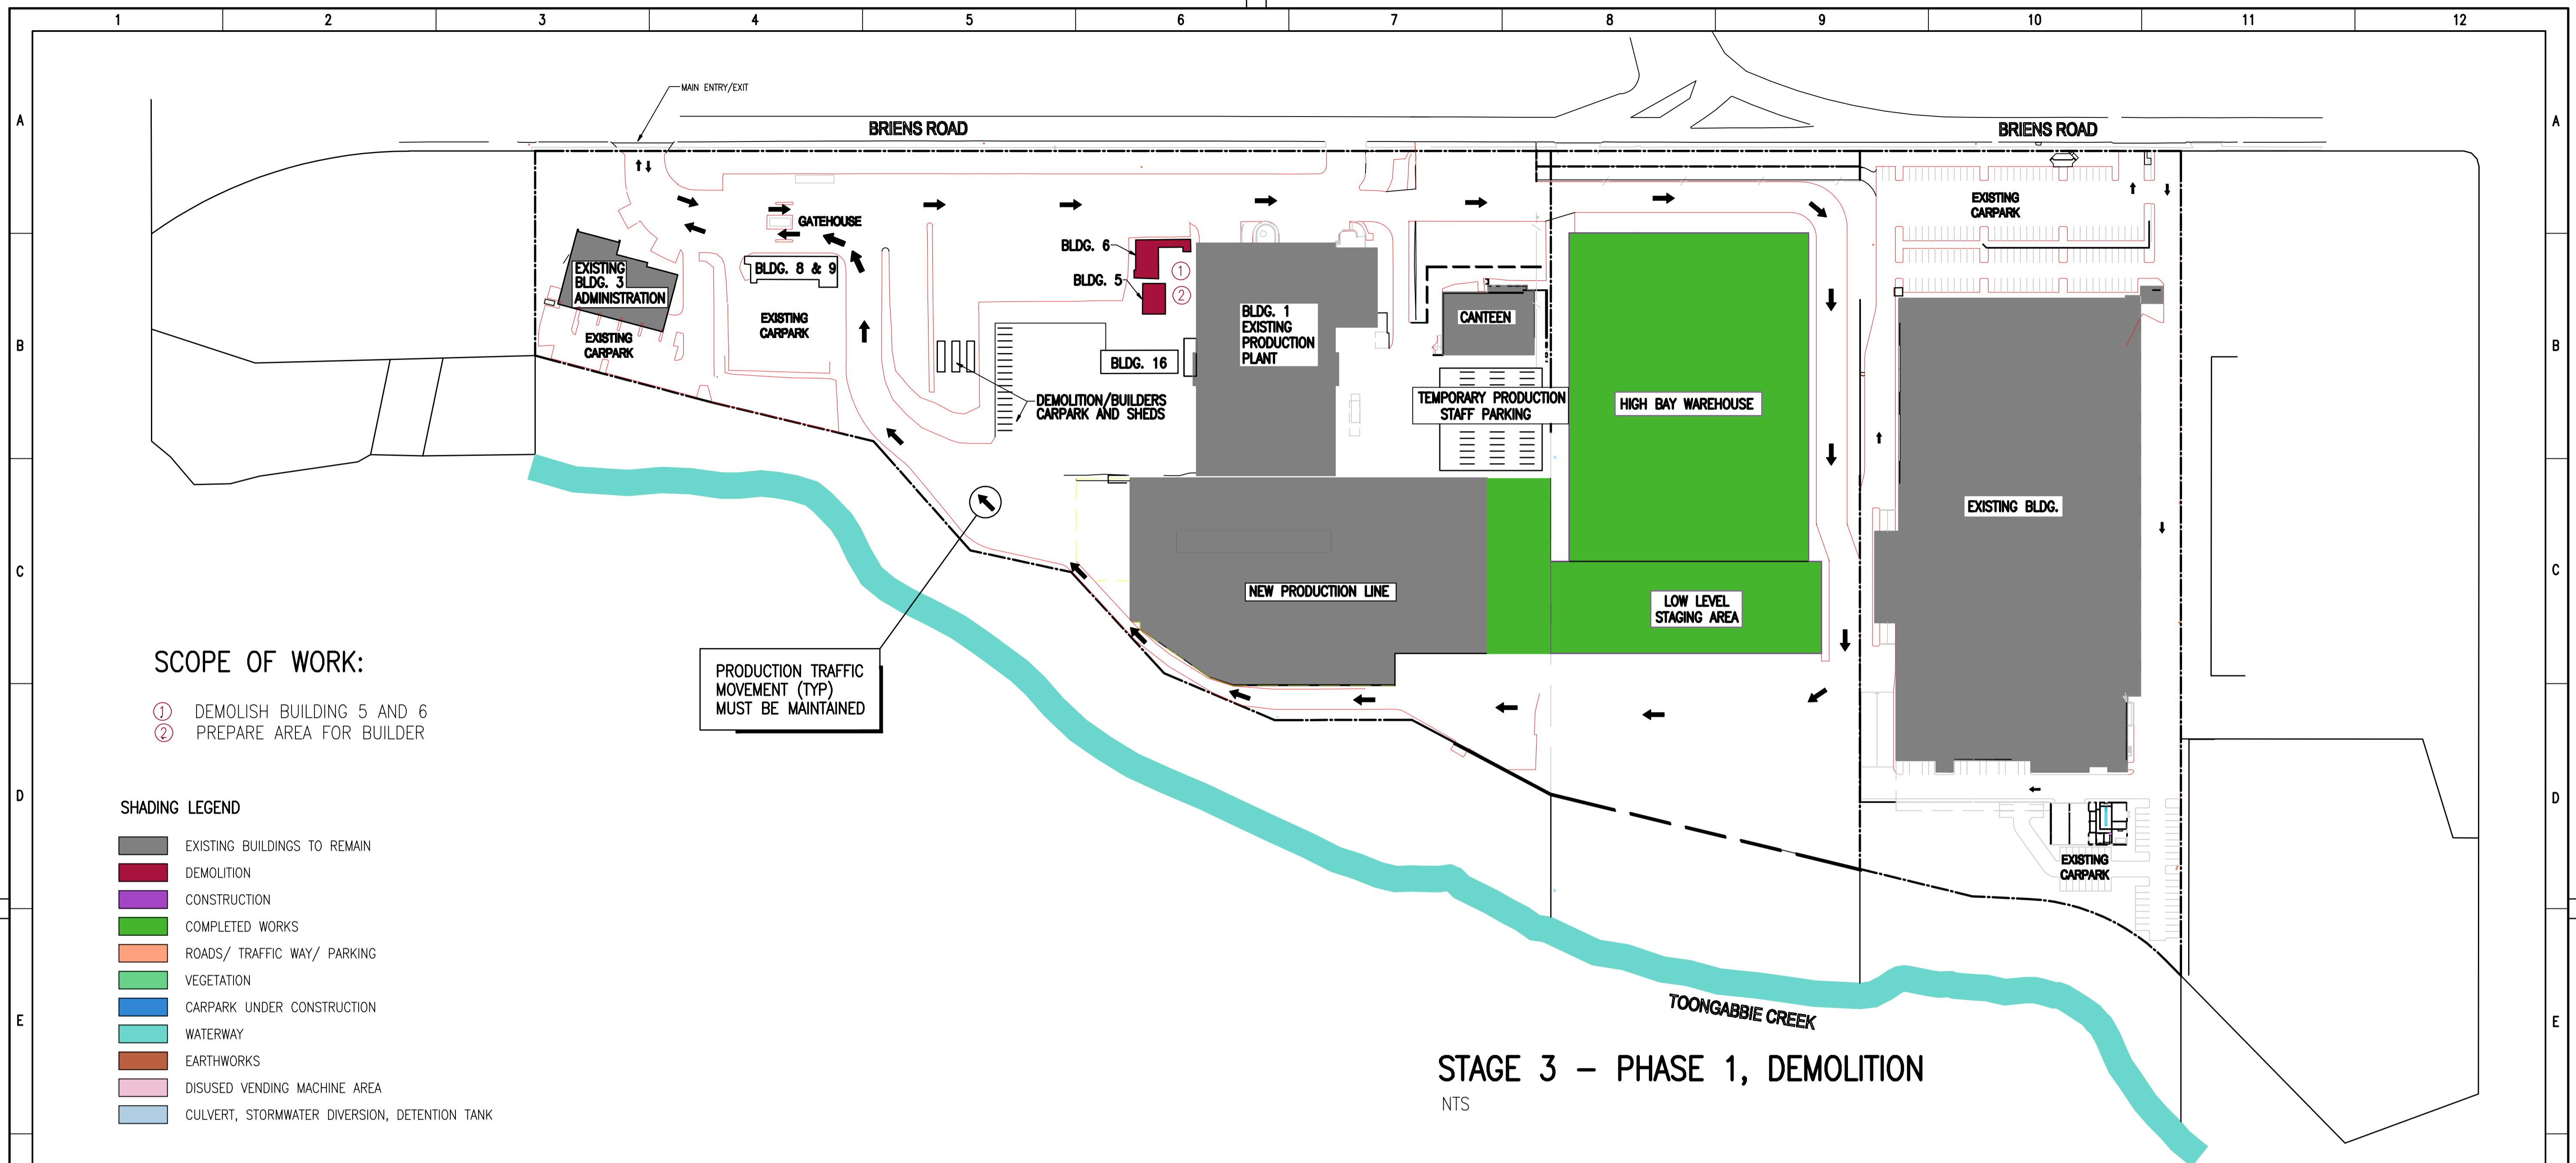 1 2 3 4 5 6 7 8 9 10 11 12
MAIN ENTRY/EXIT
A
A
BRIENS ROAD
BRIENS ROAD
EXISTING
CARPARK
GATEHOUSE
BLDG. 6
1
BLDG. 5
2
BLDG. 8 & 9
EXISTING
BLDG. 3
ADMINISTRATION
EXISTING
CARPARK
EXISTING
CARPARK
BLDG. 1
EXISTING
PRODUCTION
PLANT
CANTEEN
B
B
BLDG. 16
DEMOLITION/BUILDERS
CARPARK AND SHEDS
TEMPORARY PRODUCTION
STAFF PARKING
HIGH BAY WAREHOUSE
EXISTING BLDG.
C
C
NEW PRODUCTIION LINE
LOW LEVEL
STAGING AREA
PRODUCTION TRAFFIC
MOVEMENT (TYP)
MUST BE MAINTAINED
SCOPE OF WORK:
1 DEMOLISH BUILDING 5 AND 6
2 PREPARE AREA FOR BUILDER
D
D
SHADING LEGEND
EXISTING BUILDINGS TO REMAIN
DEMOLITION
CONSTRUCTION
COMPLETED WORKS
ROADS/ TRAFFIC WAY/ PARKING
VEGETATION
CARPARK UNDER CONSTRUCTION
WATERWAY
EARTHWORKS
DISUSED VENDING MACHINE AREA
CULVERT, STORMWATER DIVERSION, DETENTION TANK
EXISTING
CARPARK
E
E
TOONGABBIE CREEK
STAGE 3 – PHASE 1, DEMOLITION
NTS